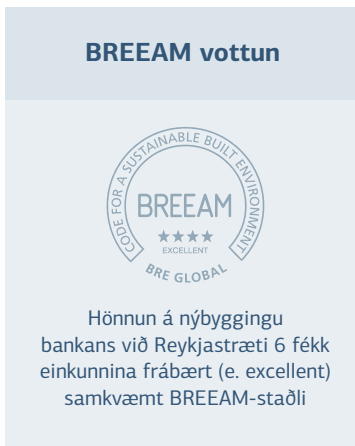 BREEAM vottun
CODE FOR A SUSTAINABLE BUILT ENVIRONMENT
BREEAM
★★★★
EXCELLENT
BRE GLOBAL
Hönnun á nýbyggingu
bankans við Reykjastræti 6 fékk
einkunnina frábært (e. excellent)
samkvæmt BREEAM-staðli